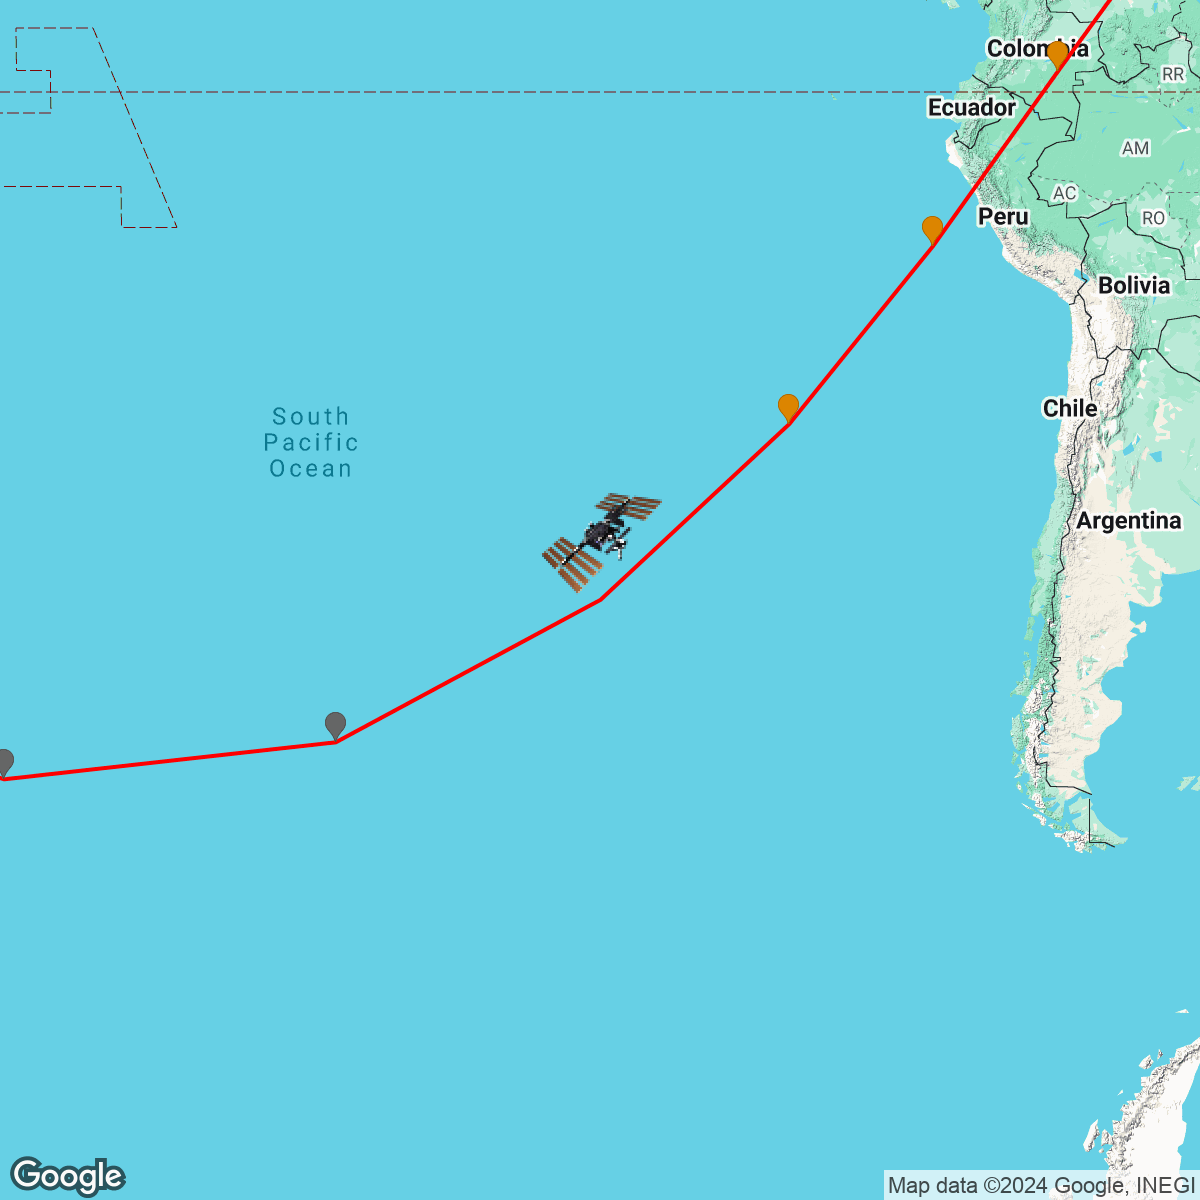 Colombia
RR
Ecuador
AM
AC
Peru
RO
Bolivia
Chile
South
Pacific
Ocean
Argentina
Google
Map data ©2024 Google, INEGI